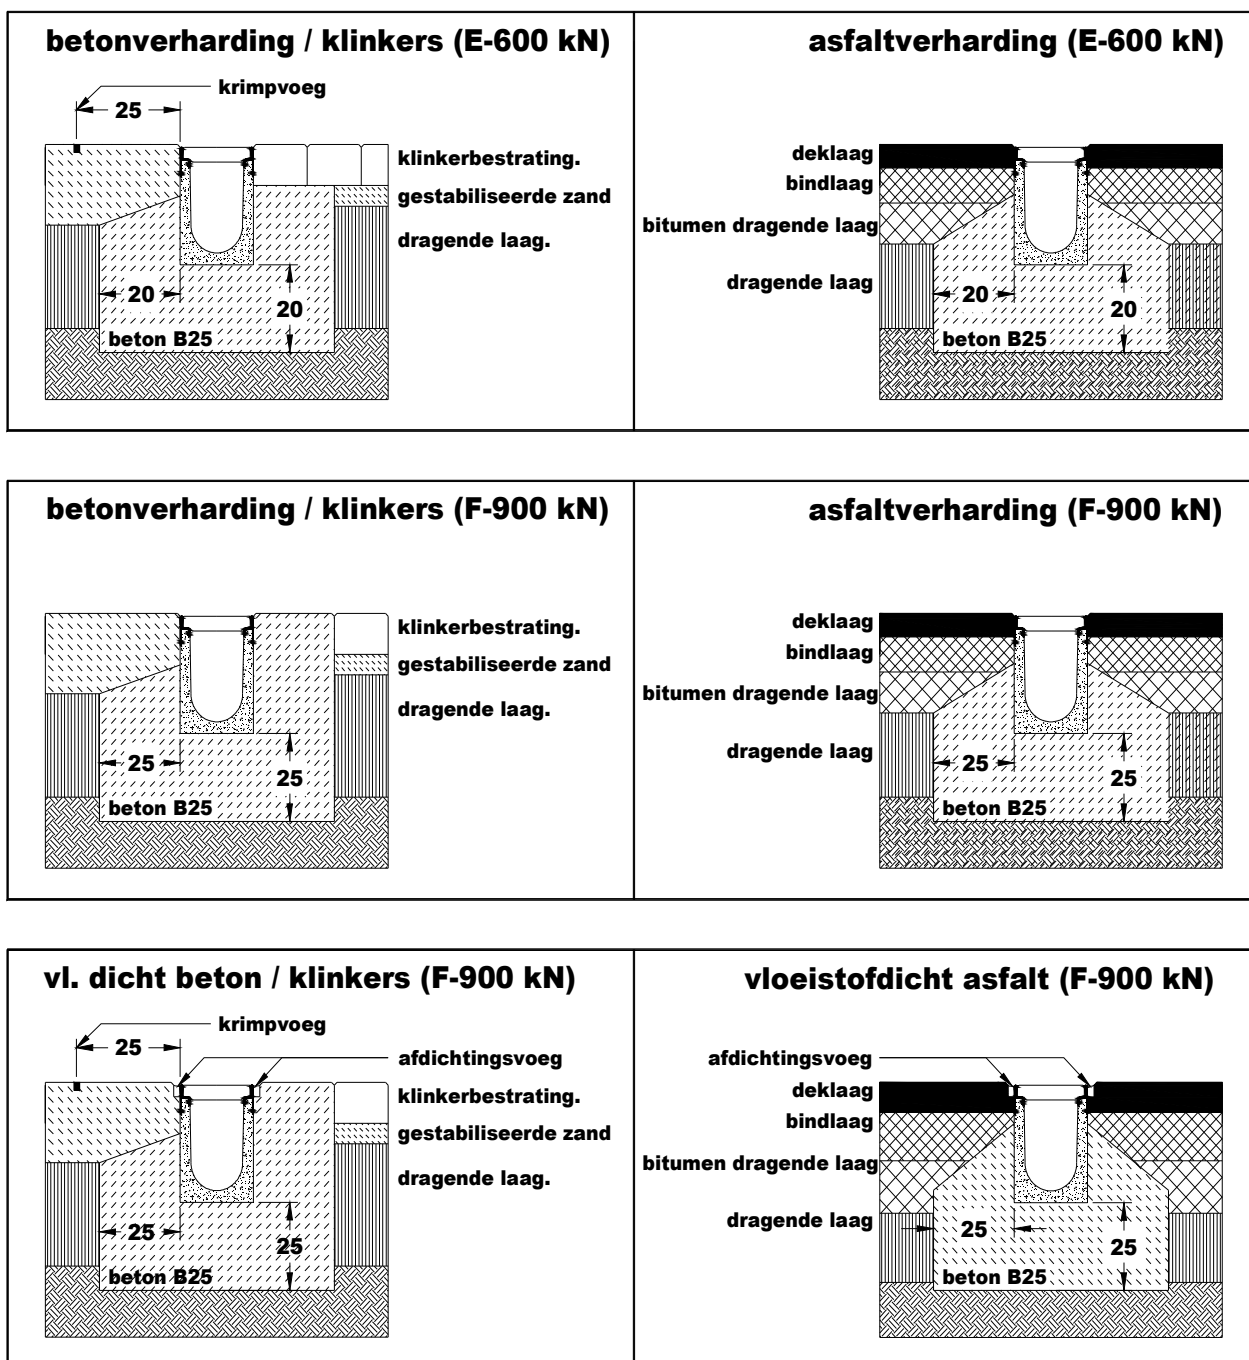 betonverharding / klinkers (E-600 kN)
krimpvoeg
25
klinkerbestrating.
gestabiliseerde zand
dragende laag.
20
20
beton B25
asfaltverharding (E-600 kN)
deklaag
bindlaag
bitumen dragende laag
dragende laag
20
20
beton B25
betonverharding / klinkers (F-900 kN)
klinkerbestrating.
gestabiliseerde zand
dragende laag.
25
25
beton B25
asfaltverharding (F-900 kN)
deklaag
bindlaag
bitumen dragende laag
dragende laag
25
25
beton B25
vl. dicht beton / klinkers (F-900 kN)
krimpvoeg
25
afdichtingsvoeg
klinkerbestrating.
gestabiliseerde zand
dragende laag.
25
25
beton B25
vloeistofdicht asfalt (F-900 kN)
afdichtingsvoeg
deklaag
bindlaag
bitumen dragende laag
dragende laag
25
25
beton B25